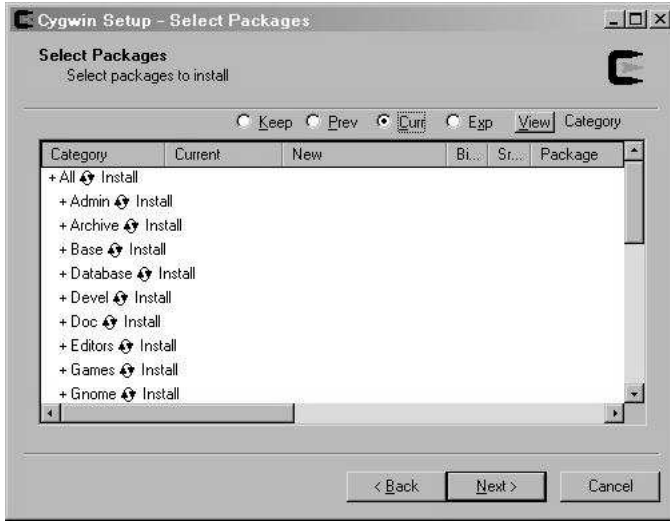 Cygwin Setup - Select Packages
Select Packages
Select packages to install
Keep Prev Curr Exp View Category
Category Current New Bi... Sr... Package
+ All Install
+ Admin Install
+ Archive Install
+ Base Install
+ Database Install
+ Devel Install
+ Doc Install
+ Editors Install
+ Games Install
+ Gnome Install
< Back Next > Cancel